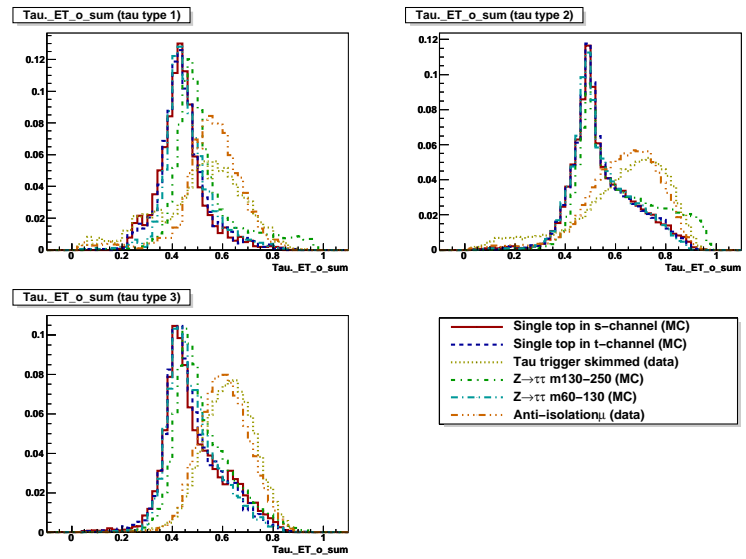 Tau._ET_o_sum (tau type 1)
0.12
0.1
0.08
0.06
0.04
0.02
0
0 0.2 0.4 0.6 0.8 1
Tau._ET_o_sum
Tau._ET_o_sum (tau type 2)
0.12
0.1
0.08
0.06
0.04
0.02
0
0 0.2 0.4 0.6 0.8 1
Tau._ET_o_sum
Tau._ET_o_sum (tau type 3)
0.1
0.08
0.06
0.04
0.02
0
0 0.2 0.4 0.6 0.8 1
Tau._ET_o_sum
Single top in s−channel (MC)
Single top in t−channel (MC)
Tau trigger skimmed (data)
Z→ττ m130−250 (MC)
Z→ττ m60−130 (MC)
Anti−isolationμ (data)